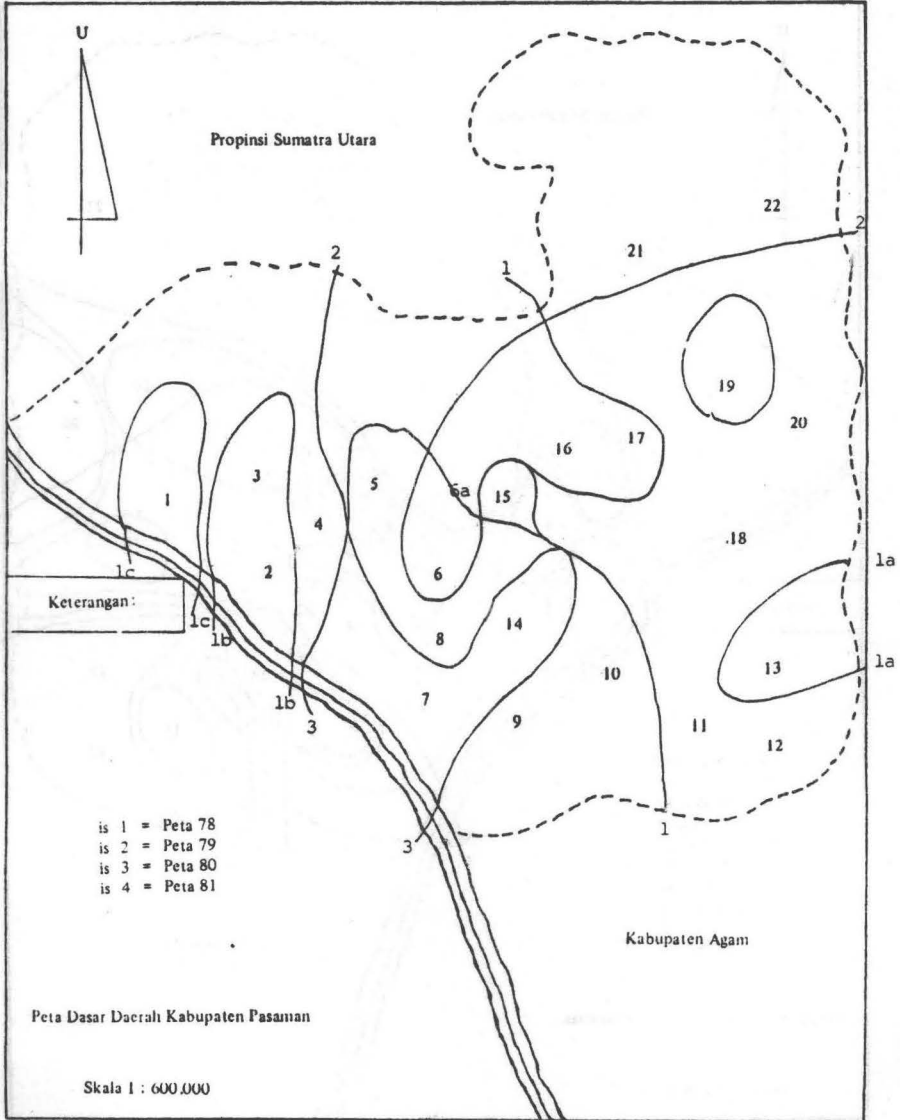 U
Propinsi Sumatra Utara
22
2
21
2
1
19
20
16
17
3
5
6a
15
1
4
18
1c
2
6
1a
Keterangan :
14
1c
8
1b
10
13
1a
1b
7
3
9
11
12
is 1 = Peta 78
is 2 = Peta 79
is 3 = Peta 80
is 4 = Peta 81
3
1
Kabupaten Agam
Peta Dasar Daerah Kabupaten Pasaman
Skala 1 : 600.000